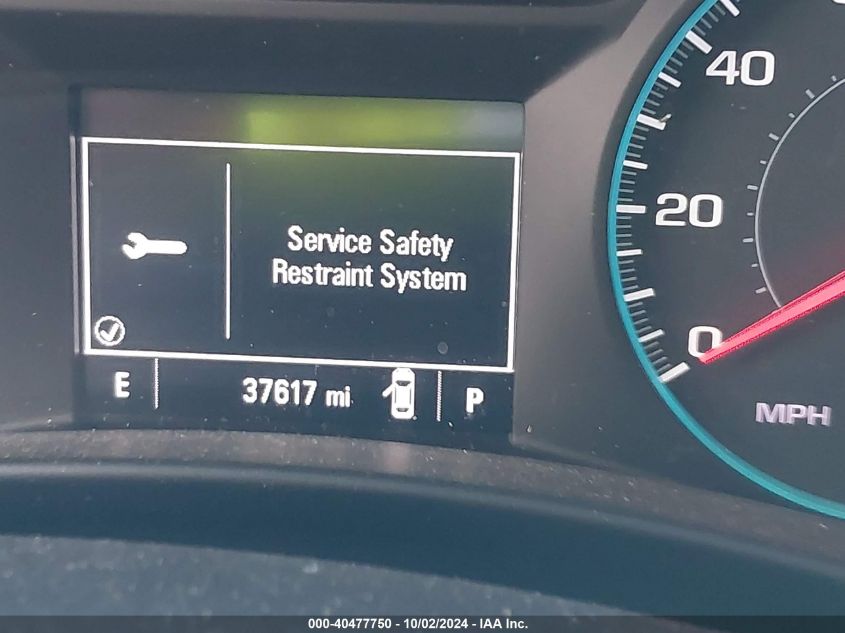 40
20
0
MPH
Service Safety
Restraint System
E
37617 mi
P
000-40477750 - 10/02/2024 - IAA Inc.